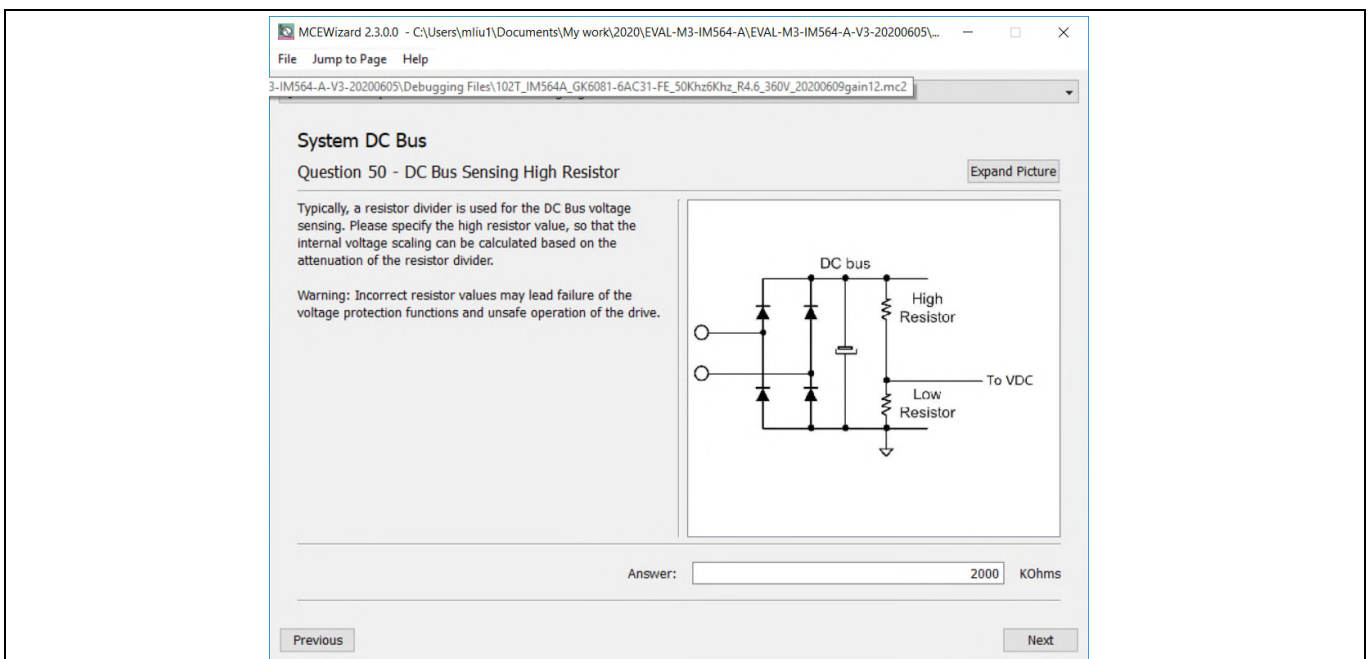 MCEWizard 2.3.0.0 - C:\Users\mliu1\Documents\My work\2020\EVAL-M3-IM564-A\EVAL-M3-IM564-A-V3-20200605\...
File Jump to Page Help
3-IM564-A-V3-20200605\Debugging Files\102T_IM564A_GK6081-6AC31-FE_50Khz6Khz_R4.6_360V_20200609gain12.mc2
System DC Bus
Question 50 - DC Bus Sensing High Resistor
Expand Picture
Typically, a resistor divider is used for the DC Bus voltage
sensing. Please specify the high resistor value, so that the
internal voltage scaling can be calculated based on the
attenuation of the resistor divider.
Warning: Incorrect resistor values may lead failure of the
voltage protection functions and unsafe operation of the drive.
DC bus
High
Resistor
To VDC
Low
Resistor
Answer: 2000 KOhms
Previous
Next